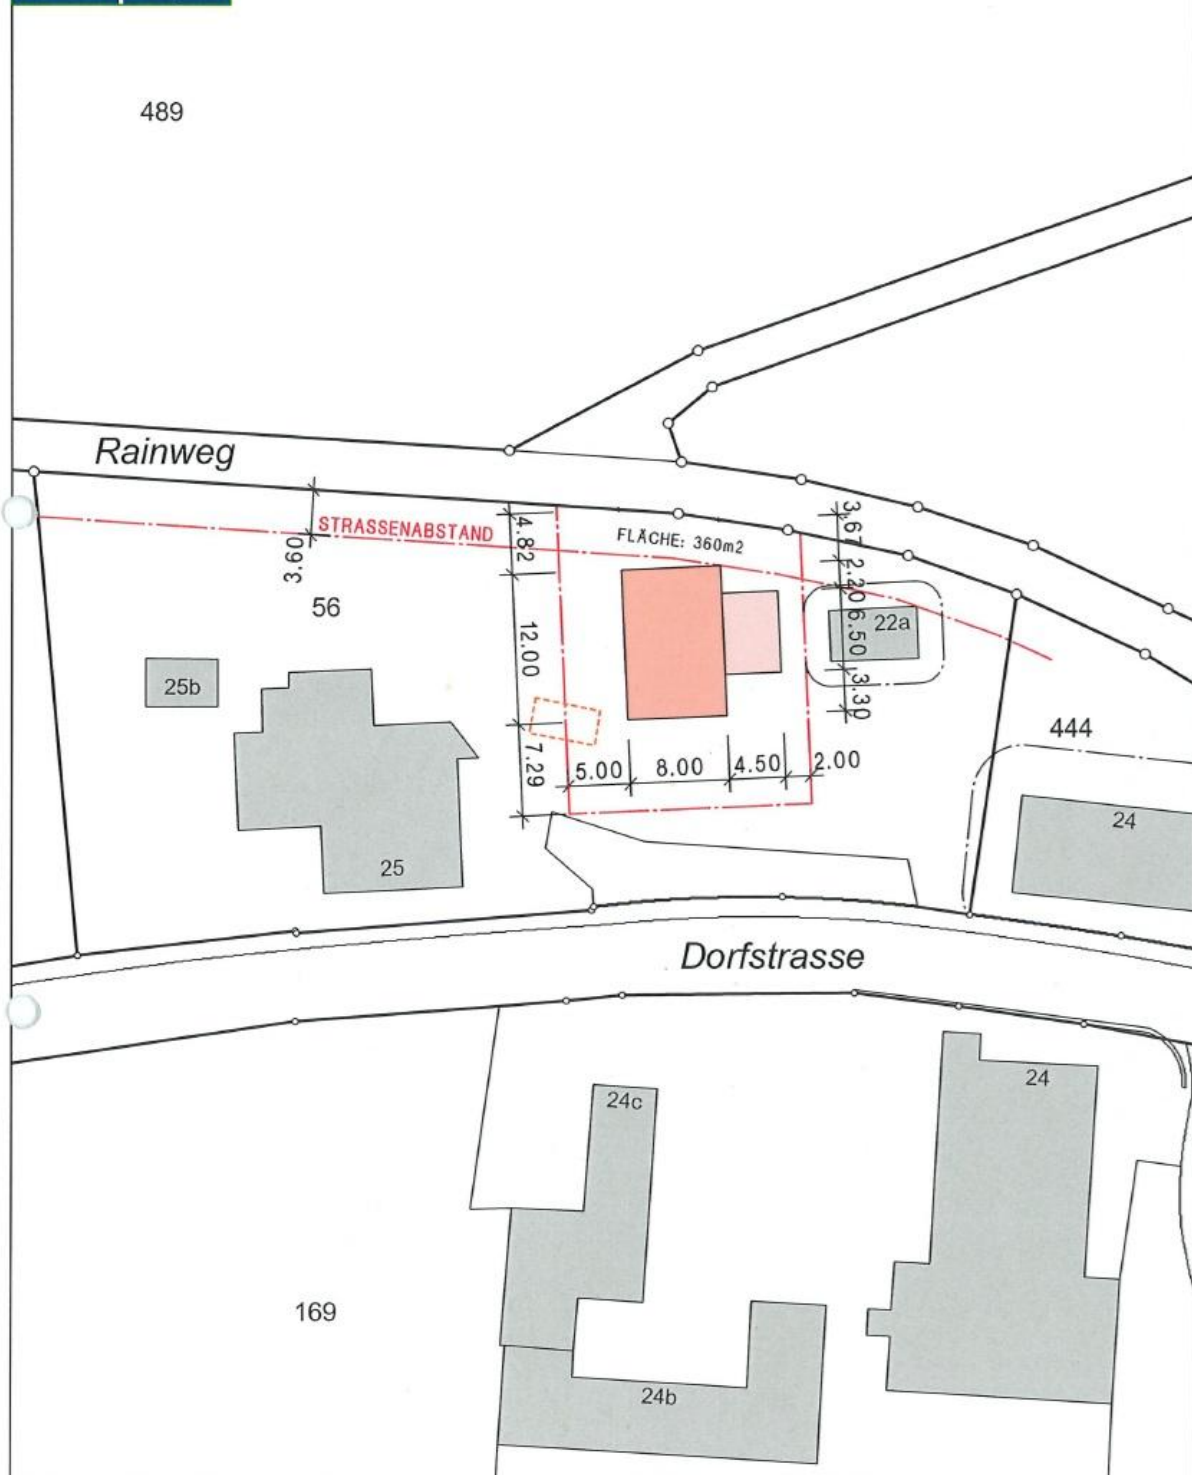 489
Rainweg
STRASSENABSTAND
3.60
4.82
FLÄCHE: 360m2
3.67
2.20
56
12.00
6.50
22a
25b
3.30
444
7.29
5.00
8.00
4.50
2.00
24
25
Dorfstrasse
24
24c
169
24b